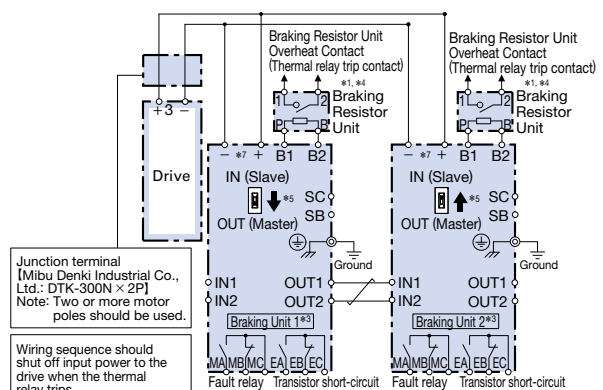 Braking Resistor Unit
Overheat Contact
(Thermal relay trip contact)
*1, *4
1 2
P B
Braking
Resistor
Unit
Braking Resistor Unit
Overheat Contact
(Thermal relay trip contact)
*1, *4
1 2
P B
Braking
Resistor
Unit
+3 −
Drive
− *7 + B1 B2
IN (Slave)
*5
SC
SB
OUT (Master)
Ground
IN1 OUT1
IN2 OUT2
Braking Unit 1*3
MA MB MC EA EB EC
Fault relay Transistor short-circuit
− *7 + B1 B2
IN (Slave)
*5
SC
SB
OUT (Master)
Ground
IN1 OUT1
IN2 OUT2
Braking Unit 2*3
MA MB MC EA EB EC
Fault relay Transistor short-circuit
Junction terminal
【Mibu Denki Industrial Co.,
Ltd.: DTK-300N × 2P】
Note: Two or more motor
poles should be used.
Wiring sequence should
shut off input power to the
drive when the thermal
relay trips